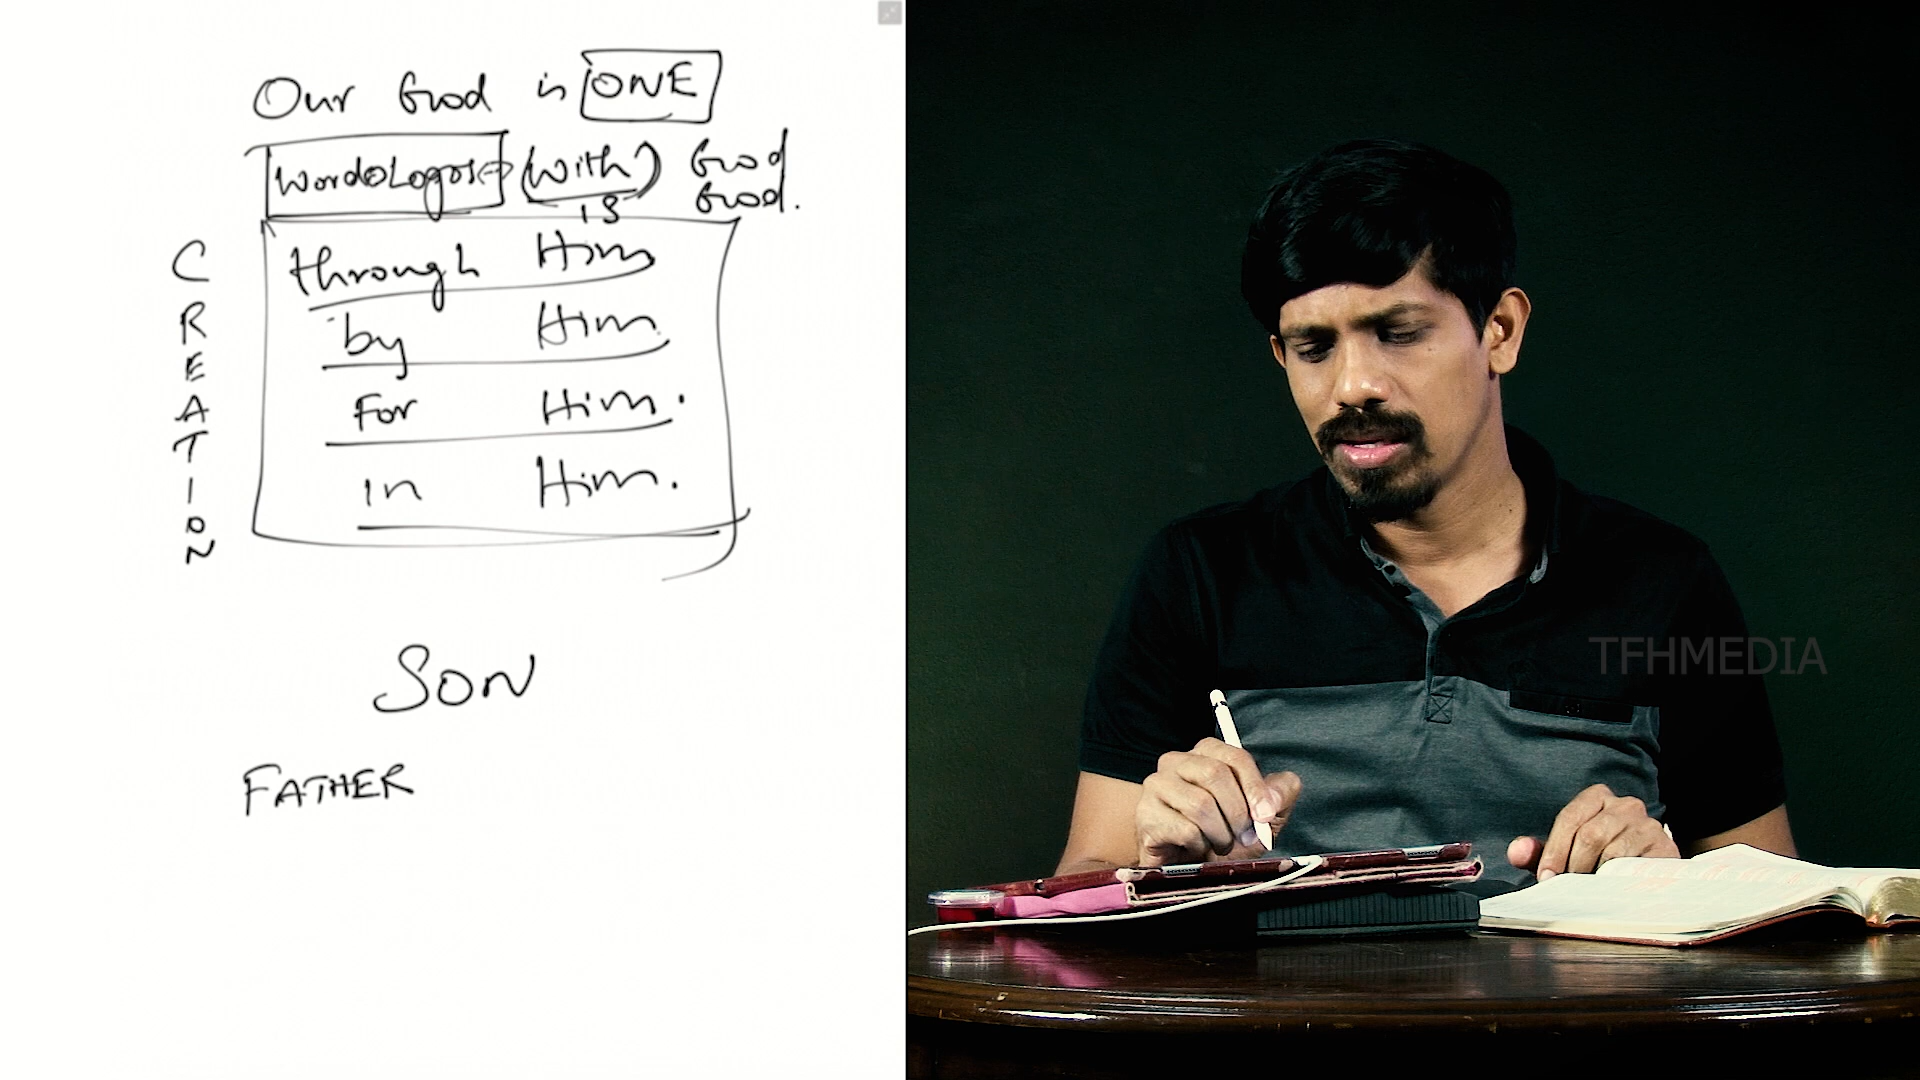 Our God is ONE
Word Logos (with) God
is God.
CREATION
through Him
by Him
For Him.
in Him.
SON
FATHER
TFHMEDIA